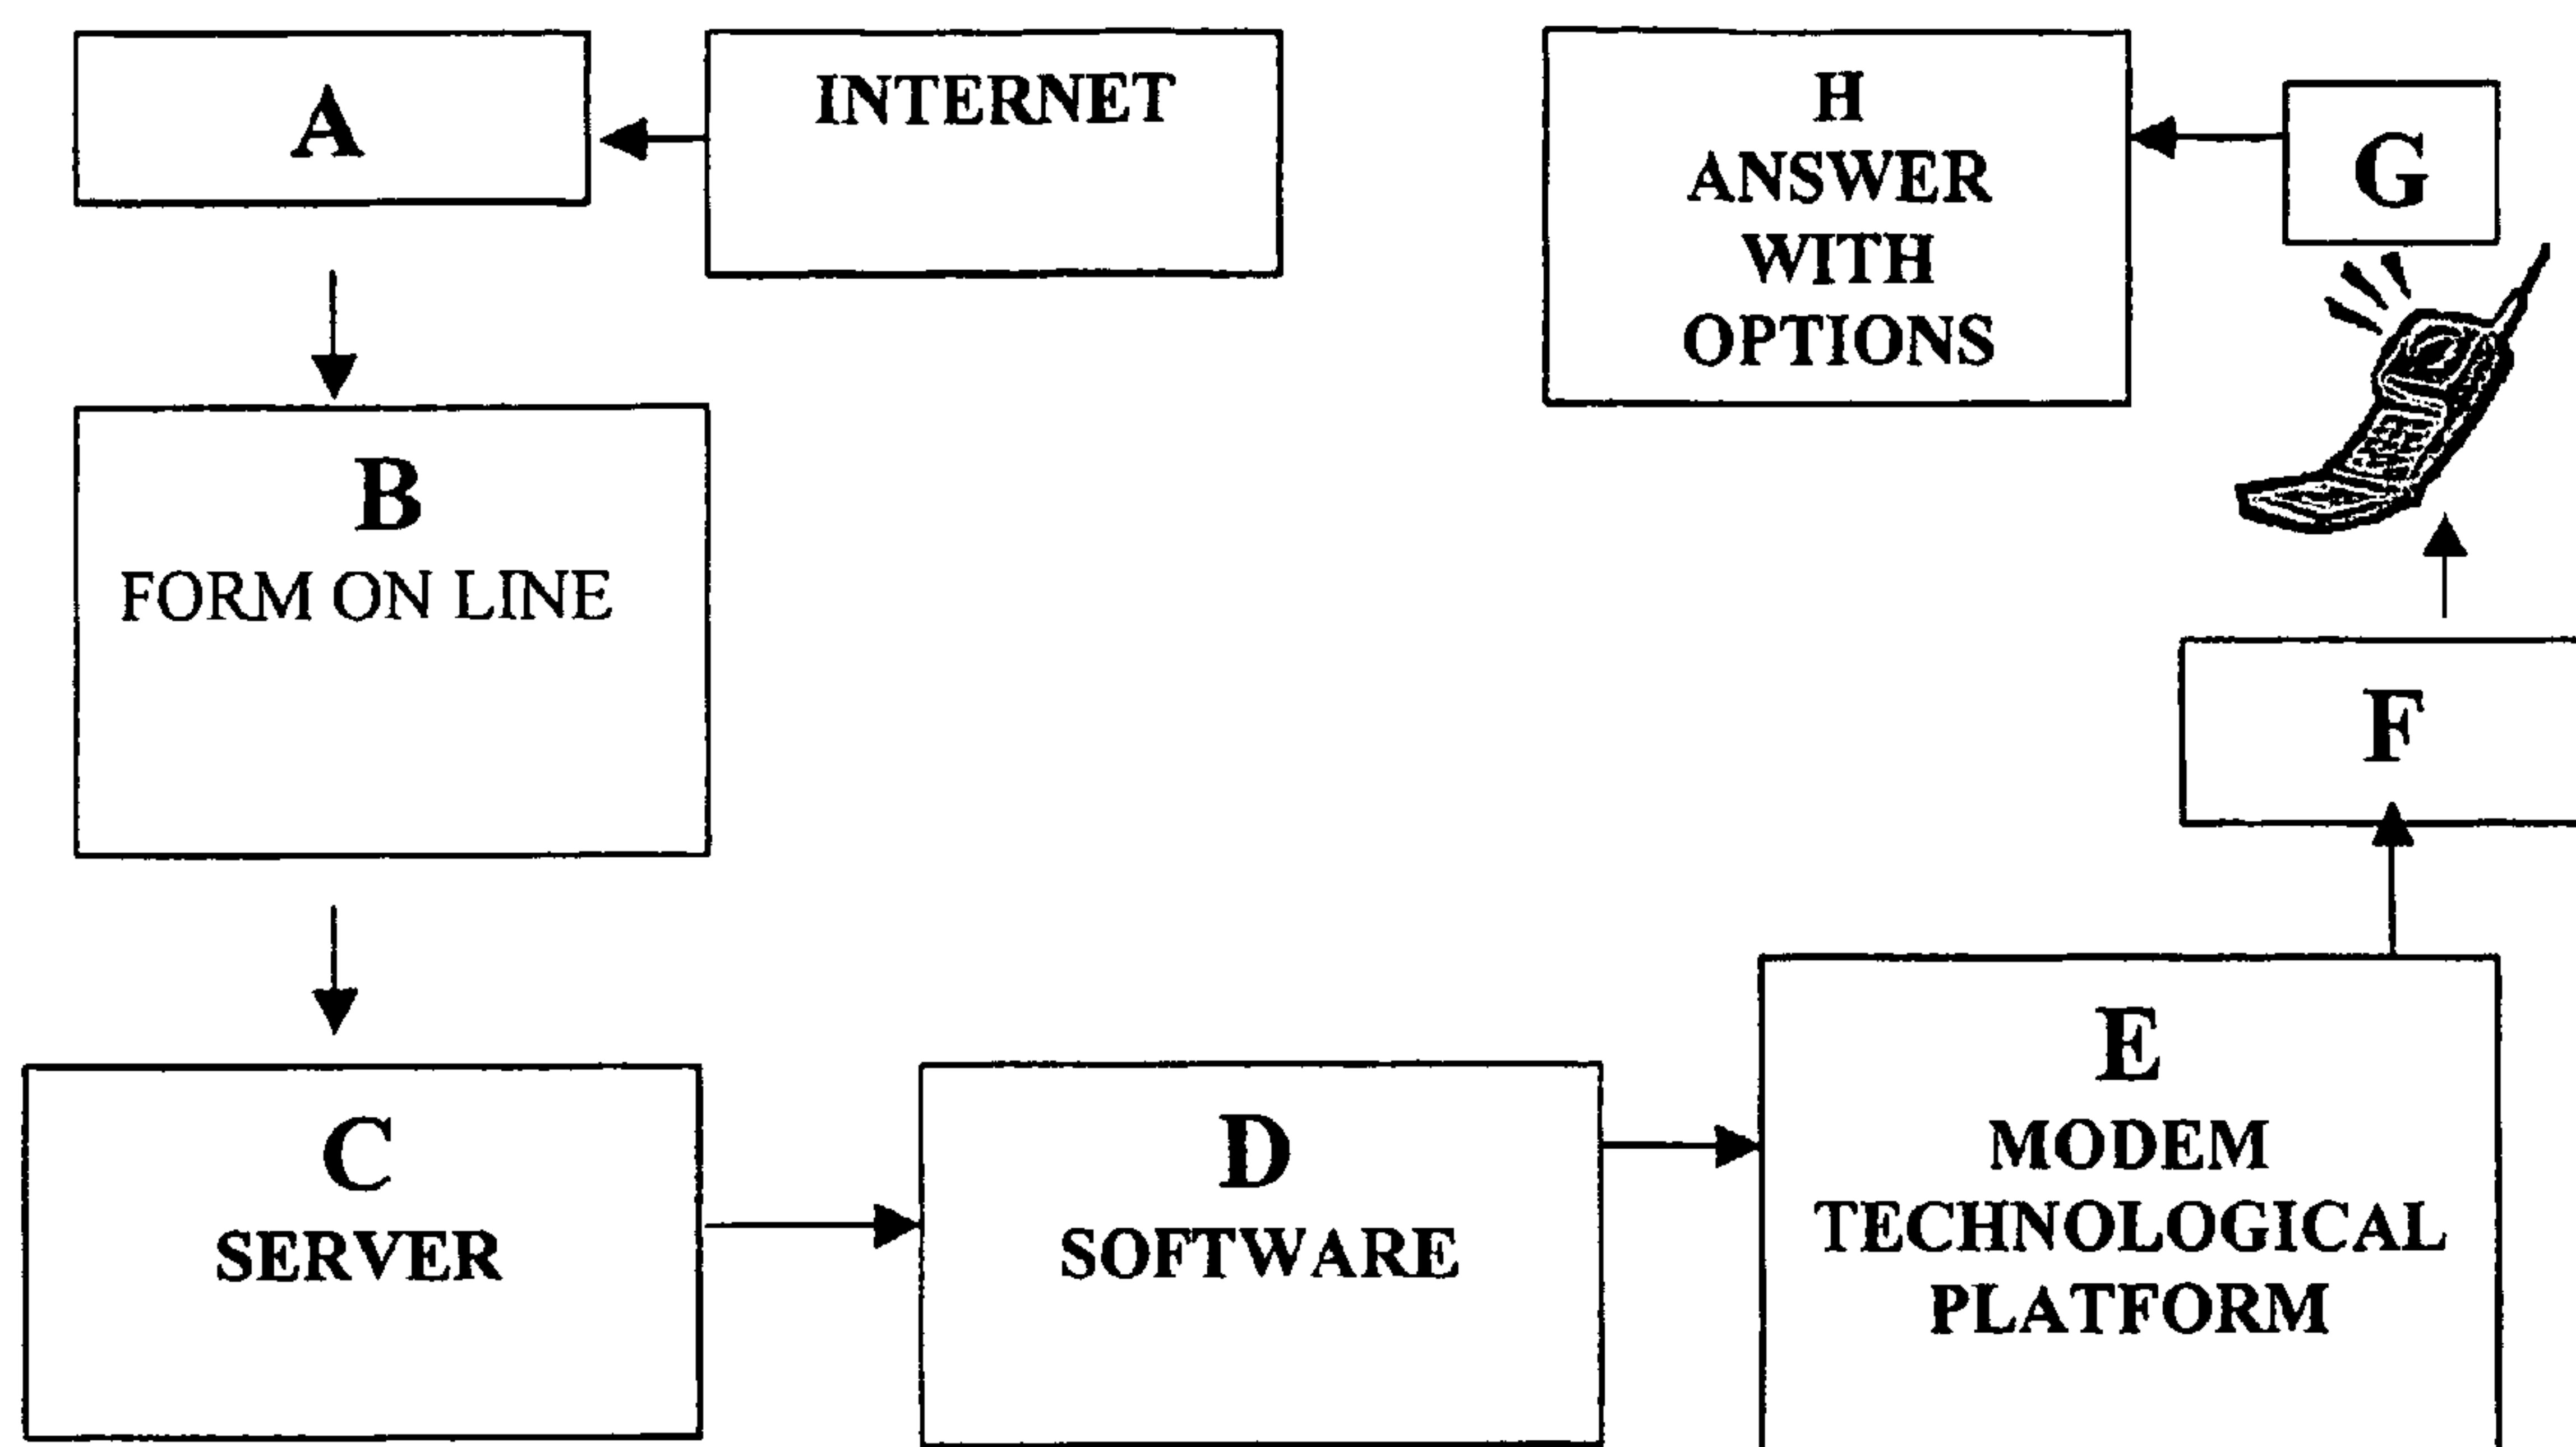 A
INTERNET
H
ANSWER
WITH
OPTIONS
G
B
FORM ON LINE
F
C
SERVER
D
SOFTWARE
E
MODEM
TECHNOLOGICAL
PLATFORM